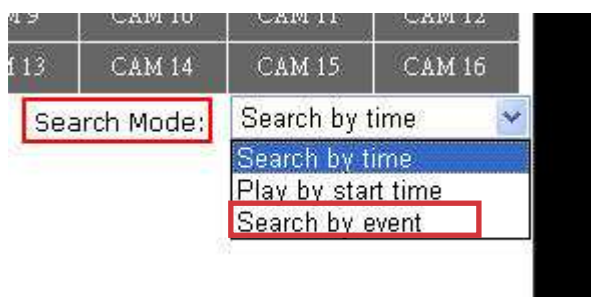 CAM 10 CAM 11 CAM 12
13 CAM 14 CAM 15 CAM 16
Search Mode: Search by time
Search by time
Play by start time
Search by event